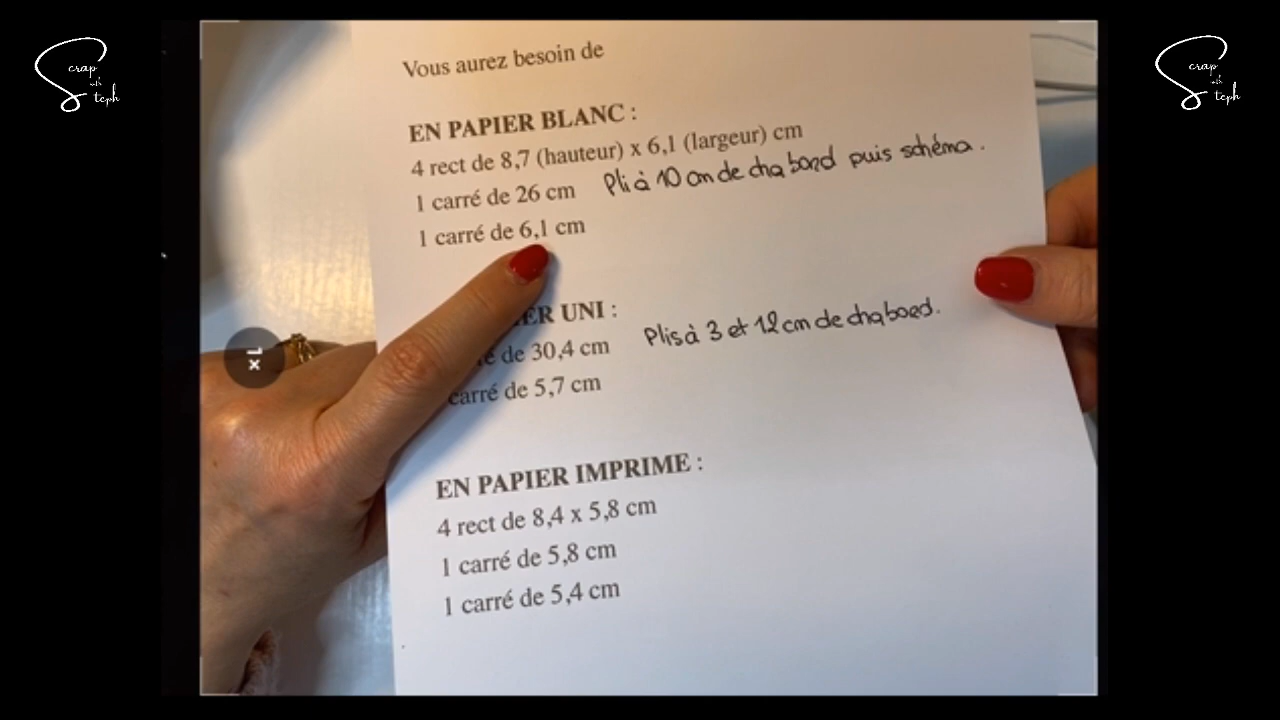 Scrap
with
Steph
Scrap
with
Steph
Vous aurez besoin de
EN PAPIER BLANC :
4 rect de 8,7 (hauteur) x 6,1 (largeur) cm
1 carré de 26 cm Pli à 10 cm de cha bord puis schéma.
1 carré de 6,1 cm
ER UNI :
é de 30,4 cm Plis à 3 et 12 cm de cha bord.
carré de 5,7 cm
EN PAPIER IMPRIME :
4 rect de 8,4 x 5,8 cm
1 carré de 5,8 cm
1 carré de 5,4 cm
1x